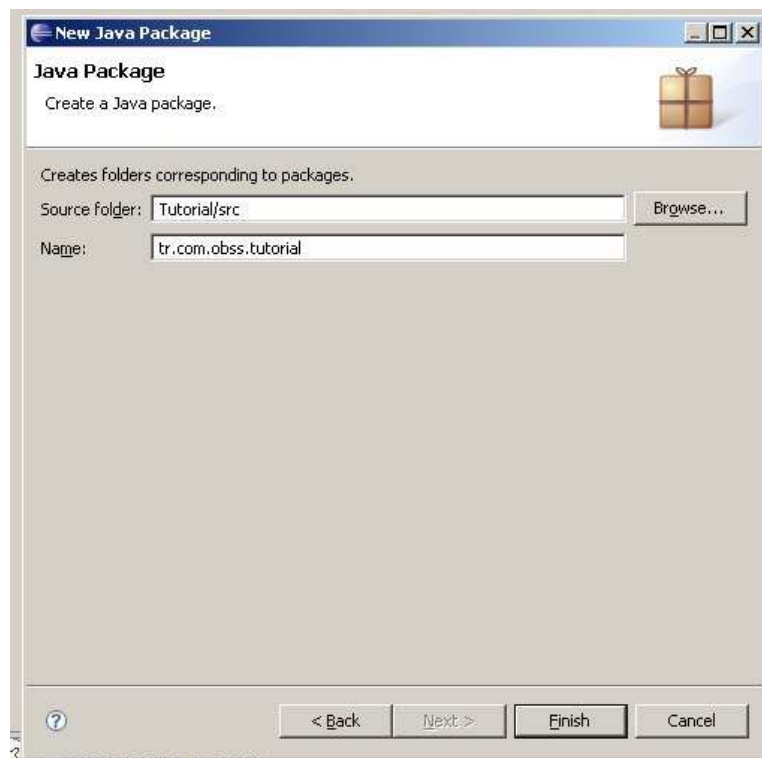 New Java Package
Java Package
Create a Java package.
Creates folders corresponding to packages.
Source folder: Tutorial/src Browse...
Name: tr.com.obss.tutorial
? < Back Next > Finish Cancel